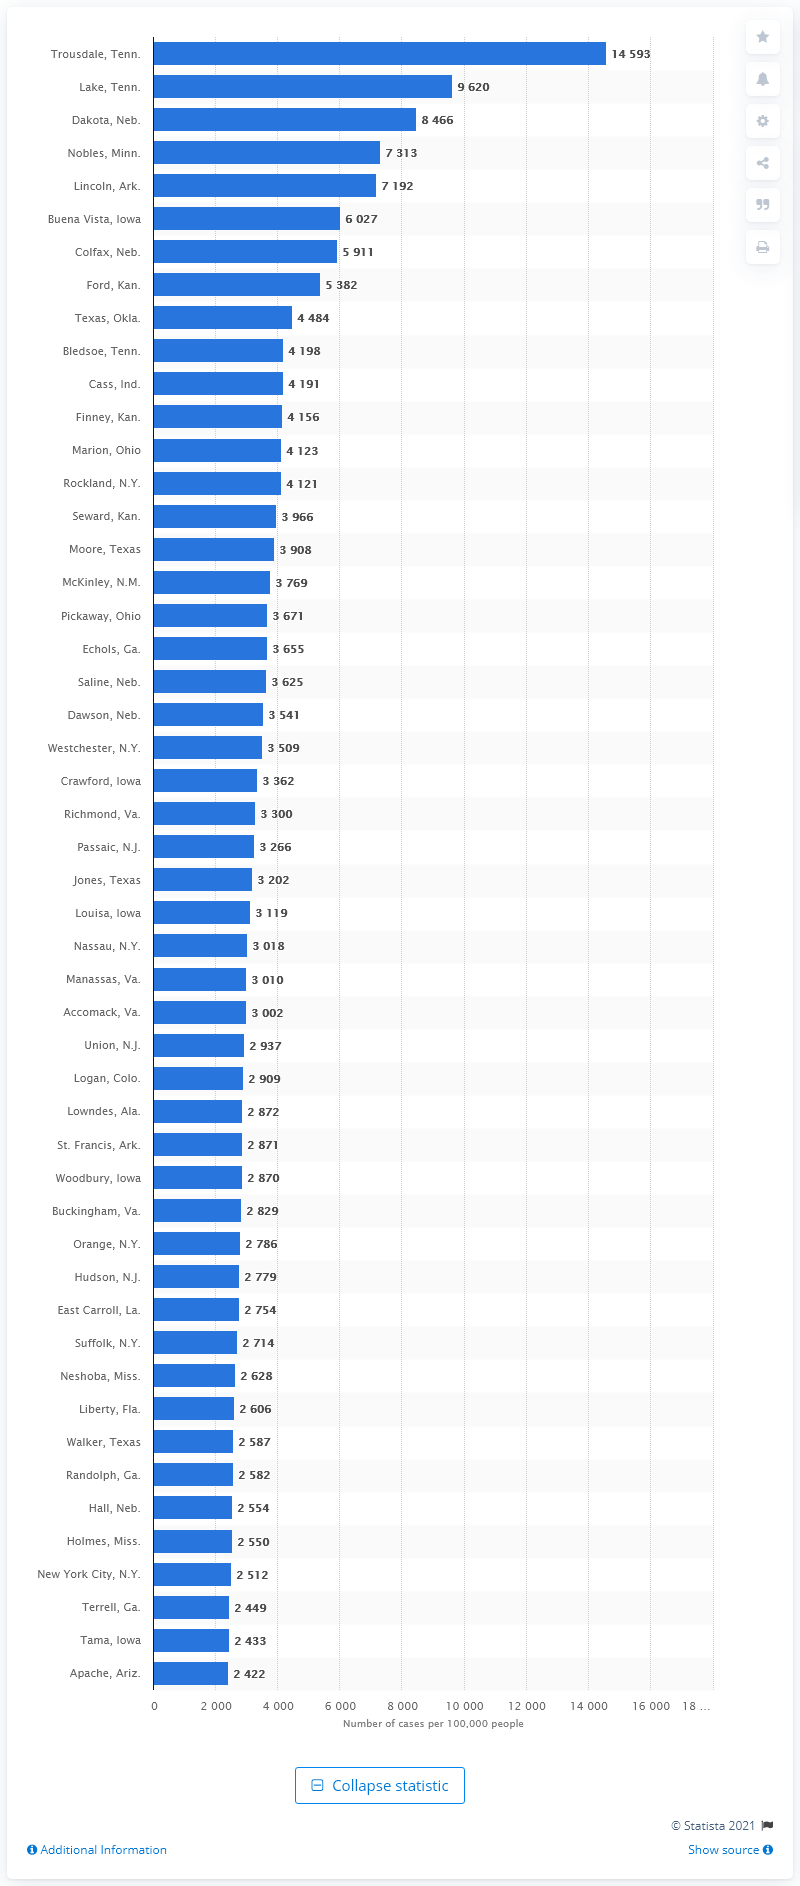 Trousdale, Tenn. 14 593
Lake, Tenn. 9 620
Dakota, Neb. 8 466
Nobles, Minn. 7 313
Lincoln, Ark. 7 192
Buena Vista, Iowa 6 027
Colfax, Neb. 5 911
Ford, Kan. 5 382
Texas, Okla. 4 484
Bledsoe, Tenn. 4 198
Cass, Ind. 4 191
Finney, Kan. 4 156
Marion, Ohio 4 123
Rockland, N.Y. 4 121
Seward, Kan. 3 966
Moore, Texas 3 908
McKinley, N.M. 3 769
Pickaway, Ohio 3 671
Echols, Ga. 3 655
Saline, Neb. 3 625
Dawson, Neb. 3 541
Westchester, N.Y. 3 509
Crawford, Iowa 3 362
Richmond, Va. 3 300
Passaic, N.J. 3 266
Jones, Texas 3 202
Louisa, Iowa 3 119
Nassau, N.Y. 3 018
Manassas, Va. 3 010
Accomack, Va. 3 002
Union, N.J. 2 937
Logan, Colo. 2 909
Lowndes, Ala. 2 872
St. Francis, Ark. 2 871
Woodbury, Iowa 2 870
Buckingham, Va. 2 829
Orange, N.Y. 2 786
Hudson, N.J. 2 779
East Carroll, La. 2 754
Suffolk, N.Y. 2 714
Neshoba, Miss. 2 628
Liberty, Fla. 2 606
Walker, Texas 2 587
Randolph, Ga. 2 582
Hall, Neb. 2 554
Holmes, Miss. 2 550
New York City, N.Y. 2 512
Terrell, Ga. 2 449
Tama, Iowa 2 433
Apache, Ariz. 2 422
0 2 000 4 000 6 000 8 000 10 000 12 000 14 000 16 000 18 ...
Number of cases per 100,000 people
Collapse statistic
© Statista 2021
Additional Information Show source